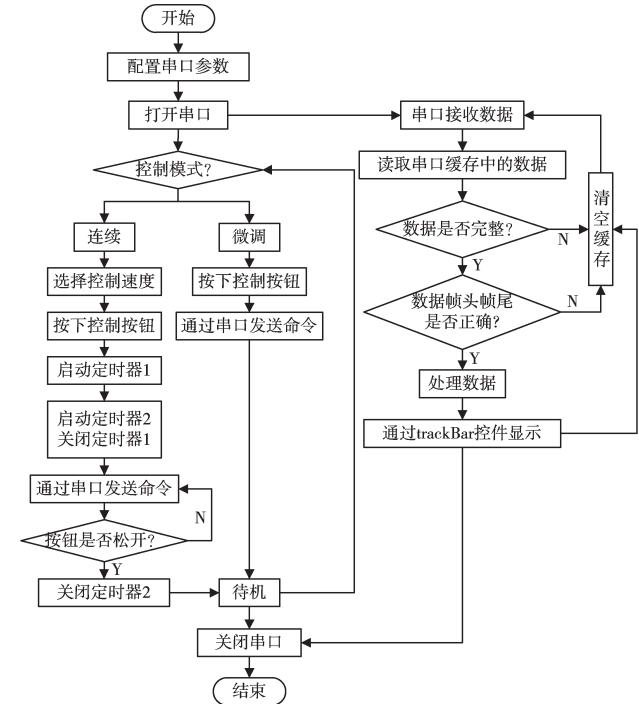 开始
配置串口参数
打开串口
控制模式?
连续
选择控制速度
按下控制按钮
启动定时器1
启动定时器2
关闭定时器1
通过串口发送命令
N
按钮是否松开?
Y
关闭定时器2
微调
按下控制按钮
通过串口发送命令
待机
关闭串口
结束
串口接收数据
读取串口缓存中的数据
数据是否完整?
N
Y
数据帧头帧尾
是否正确?
N
Y
处理数据
通过trackBar控件显示
清空缓存